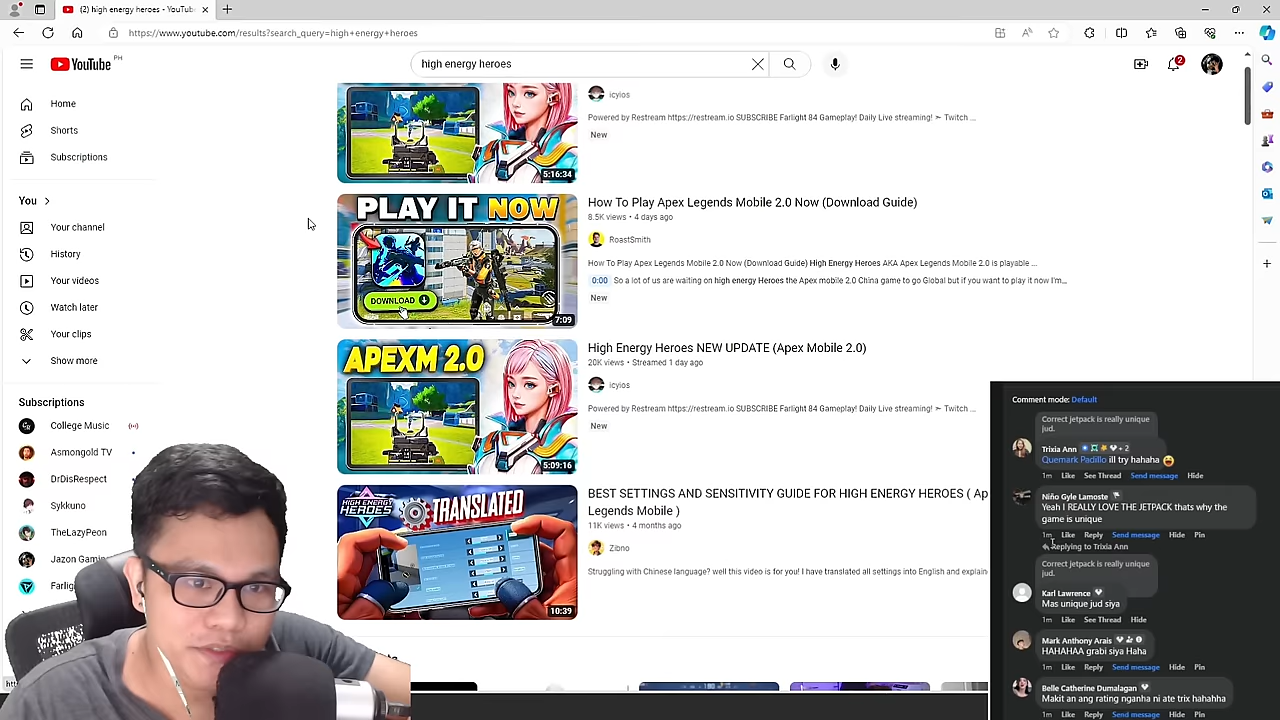 (2) high energy heroes - YouTub
https://www.youtube.com/results?search_query=high+energy+heroes
YouTube PH
high energy heroes
2
Home
Shorts
Subscriptions
You
Your channel
History
Your videos
Watch later
Your clips
Show more
Subscriptions
College Music
Asmongold TV
DrDisRespect
Sykkuno
TheLazyPeon
Jazon Gamin
Farlig
5:16:34
icyios
Powered by Restream https://restream.io SUBSCRIBE Farlight 84 Gameplay! Daily Live streaming! ➣ Twitch ...
New
PLAY IT NOW
DOWNLOAD
7:09
How To Play Apex Legends Mobile 2.0 Now (Download Guide)
8.5K views • 4 days ago
RoastSmith
How To Play Apex Legends Mobile 2.0 Now (Download Guide) High Energy Heroes AKA Apex Legends Mobile 2.0 is playable ...
0:00 So a lot of us are waiting on high energy Heroes the Apex mobile 2.0 China game to go Global but if you want to play it now I'm...
New
APEXM 2.0
5:09:16
High Energy Heroes NEW UPDATE (Apex Mobile 2.0)
20K views • Streamed 1 day ago
icyios
Powered by Restream https://restream.io SUBSCRIBE Farlight 84 Gameplay! Daily Live streaming! ➣ Twitch ...
New
HIGH ENERGY
HEROES
TRANSLATED
10:39
BEST SETTINGS AND SENSITIVITY GUIDE FOR HIGH ENERGY HEROES ( Ap
Legends Mobile )
11K views • 4 months ago
Zibno
Struggling with Chinese language? well this video is for you! I have translated all settings into English and explain
Comment mode: Default
Correct jetpack is really unique
jud.
Trixia Ann + 2
Quemark Padillo ill try hahaha 😆
1m Like See Thread Send message Hide
Niño Gyle Lamoste
Yeah I REALLY LOVE THE JETPACK thats why the
game is unique
1m Like Reply Send message Hide Pin
Replying to Trixia Ann
Correct jetpack is really unique
jud.
Karl Lawrence
Mas unique jud siya
1m Like See Thread Hide
Mark Anthony Arais
HAHAHAA grabi siya Haha
1m Like Reply Send message Hide Pin
Belle Catherine Dumalagan
Makit an ang rating nganha ni ate trix hahahha
1m Like Reply Send message Hide Pin